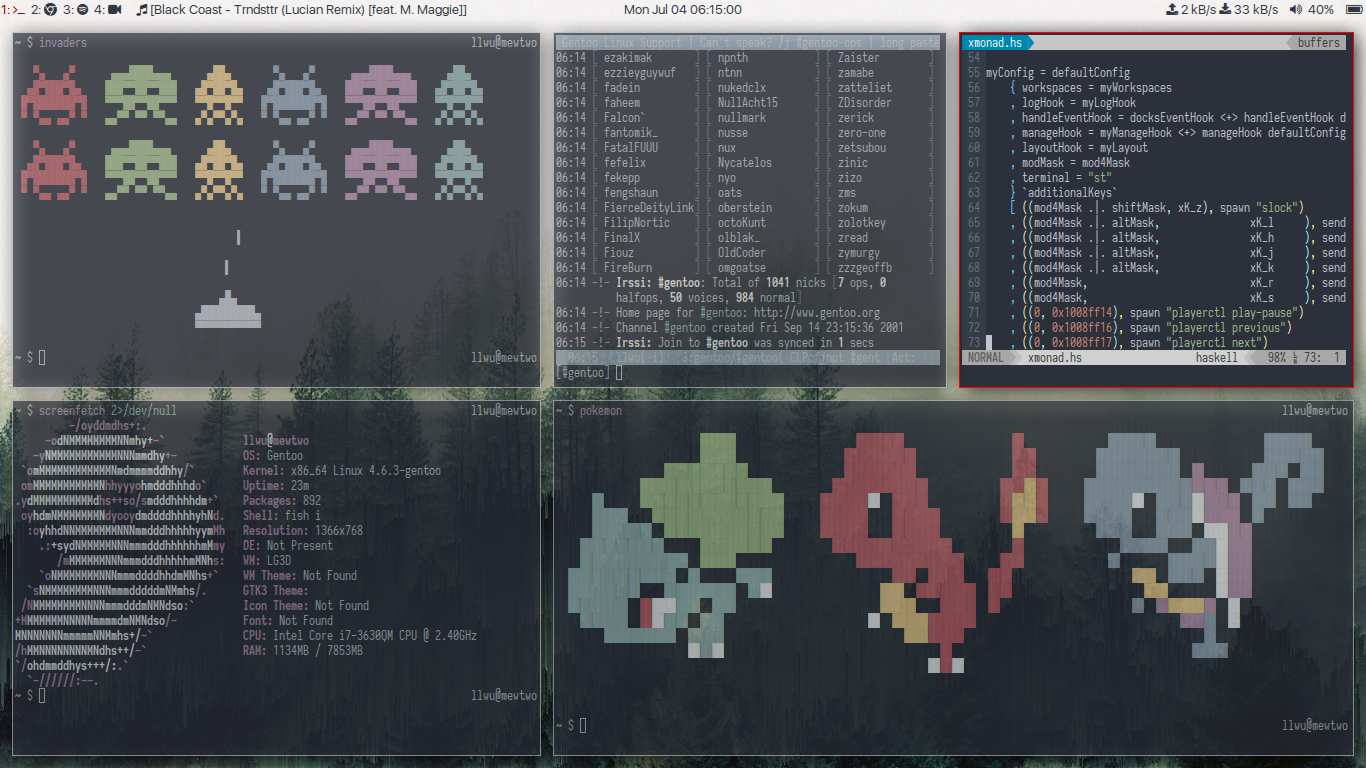 1:>_ 2: 3: 4: [Black Coast - Trndsttr (Lucian Remix) [feat. M. Maggie]] Mon Jul 04 06:15:00 2 kB/s 33 kB/s 40%
~ $ invaders llwu@mewtwo
~ $ llwu@mewtwo
Gentoo Linux Support | Can't speak? /j #gentoo-ops | long paste
06:14 [ ezakimak ] [ npnth ] [ Zaister ]
06:14 [ ezzieyguywuf ] [ ntnn ] [ zamabe ]
06:14 [ fadein ] [ nukedclx ] [ zatteliet ]
06:14 [ faheem ] [ NullAcht15 ] [ ZDisorder ]
06:14 [ Falcon` ] [ nullmark ] [ zerick ]
06:14 [ fantomik_ ] [ nusse ] [ zero-one ]
06:14 [ FatalFUUU ] [ nux ] [ zetsubou ]
06:14 [ fefelix ] [ Nycatelos ] [ zinic ]
06:14 [ fekepp ] [ nyo ] [ zizo ]
06:14 [ fengshaun ] [ oats ] [ zms ]
06:14 [ FierceDeityLink] [ oberstein ] [ zokum ]
06:14 [ FilipNortic ] [ octoKunt ] [ zolotkey ]
06:14 [ FinalX ] [ olblak_ ] [ zread ]
06:14 [ Fiouz ] [ OldCoder ] [ zymurgy ]
06:14 [ FireBurn ] [ omgoatse ] [ zzzgeoffb ]
06:14 -!- Irssi: #gentoo: Total of 1041 nicks [7 ops, 0
halfops, 50 voices, 984 normal]
06:14 -!- Home page for #gentoo: http://www.gentoo.org
06:14 -!- Channel #gentoo created Fri Sep 14 23:15:36 2001
06:15 -!- Irssi: Join to #gentoo was synced in 1 secs
[#gentoo]
xmonad.hs buffers
54
55 myConfig = defaultConfig
56 { workspaces = myWorkspaces
57 , logHook = myLogHook
58 , handleEventHook = docksEventHook <+> handleEventHook d
59 , manageHook = myManageHook <+> manageHook defaultConfig
60 , layoutHook = myLayout
61 , modMask = mod4Mask
62 , terminal = "st"
63 } `additionalKeys`
64 [ ((mod4Mask .|. shiftMask, xK_z), spawn "slock")
65 , ((mod4Mask .|. altMask, xK_l ), send
66 , ((mod4Mask .|. altMask, xK_h ), send
67 , ((mod4Mask .|. altMask, xK_j ), send
68 , ((mod4Mask .|. altMask, xK_k ), send
69 , ((mod4Mask, xK_r ), send
70 , ((mod4Mask, xK_s ), send
71 , ((0, 0x1008ff14), spawn "playerctl play-pause")
72 , ((0, 0x1008ff16), spawn "playerctl previous")
73 , ((0, 0x1008ff17), spawn "playerctl next")
NORMAL xmonad.hs haskell 98% 73: 1
~ $ screenfetch 2>/dev/null
llwu@mewtwo
OS: Gentoo
Kernel: x86_64 Linux 4.6.3-gentoo
Uptime: 23m
Packages: 892
Shell: fish i
Resolution: 1366x768
DE: Not Present
WM: LG3D
WM Theme: Not Found
GTK3 Theme:
Icon Theme: Not Found
Font: Not Found
CPU: Intel Core i7-3630QM CPU @ 2.40GHz
RAM: 1134MB / 7853MB
~ $ llwu@mewtwo
~ $ pokemon llwu@mewtwo
~ $ llwu@mewtwo